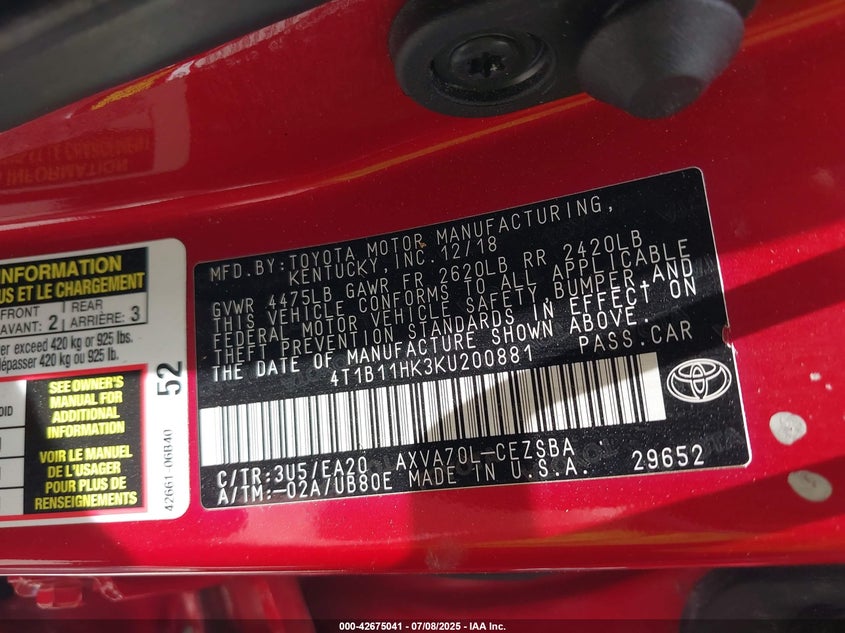 MFD.BY: TOYOTA MOTOR MANUFACTURING,
KENTUCKY, INC. 12/18
GVWR 4475LB GAWR FR 2620LB RR 2420LB
THIS VEHICLE CONFORMS TO ALL APPLICABLE
FEDERAL MOTOR VEHICLE SAFETY, BUMPER, AND
THEFT PREVENTION STANDARDS IN EFFECT ON
THE DATE OF MANUFACTURE SHOWN ABOVE.
4T1B11HK3KU200881 PASS.CAR
C/TR:3U5/EA20 AXVA70L-CEZSBA
A/TM:-02A/UB80E MADE IN U.S.A. 29652
INFORMATION
US ET LE CHARGEMENT
FRONT
AVANT: 2
REAR
ARRIÈRE: 3
er exceed 420 kg or 925 lbs.
dépasser 420 kg ou 925 lb.
SEE OWNER'S
MANUAL FOR
ADDITIONAL
INFORMATION
VOIR LE MANUEL
DE L'USAGER
POUR PLUS DE
RENSEIGNEMENTS
52
42661-06B40
000-42675041 - 07/08/2025 - IAA Inc.